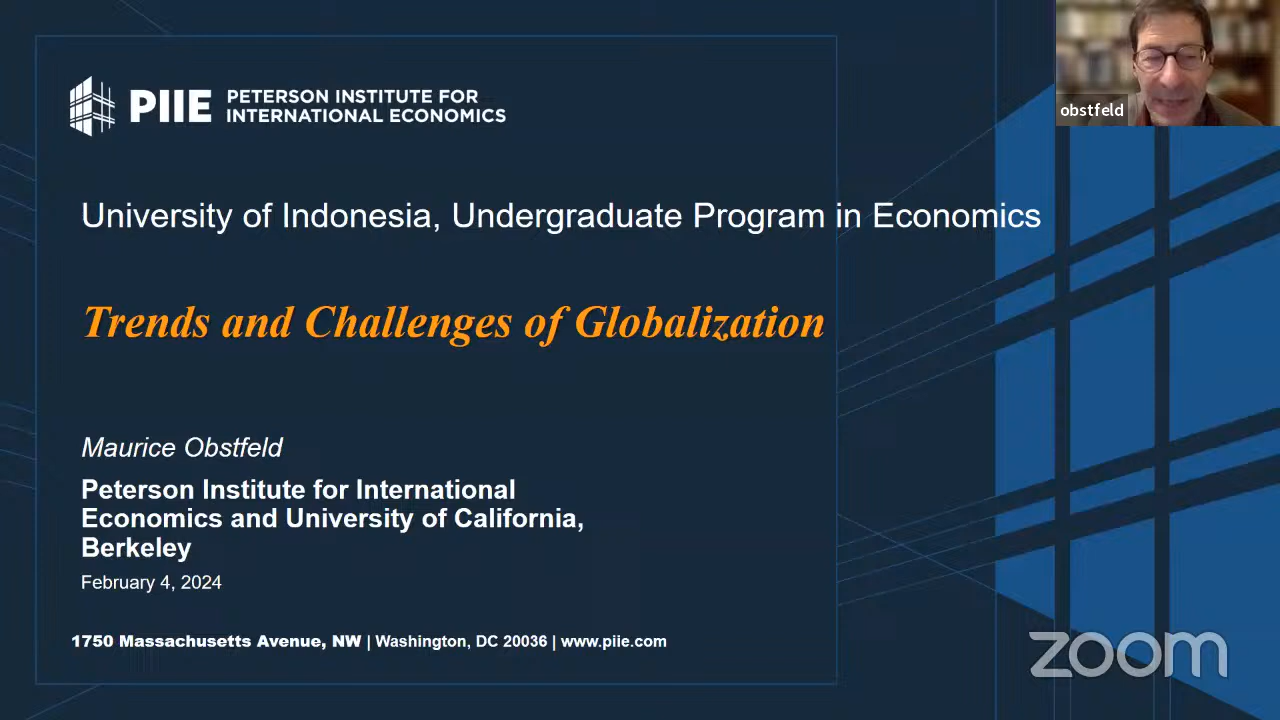 PIIE PETERSON INSTITUTE FOR
INTERNATIONAL ECONOMICS
obstfeld
University of Indonesia, Undergraduate Program in Economics
Trends and Challenges of Globalization
Maurice Obstfeld
Peterson Institute for International
Economics and University of California,
Berkeley
February 4, 2024
1750 Massachusetts Avenue, NW | Washington, DC 20036 | www.piie.com
zoom